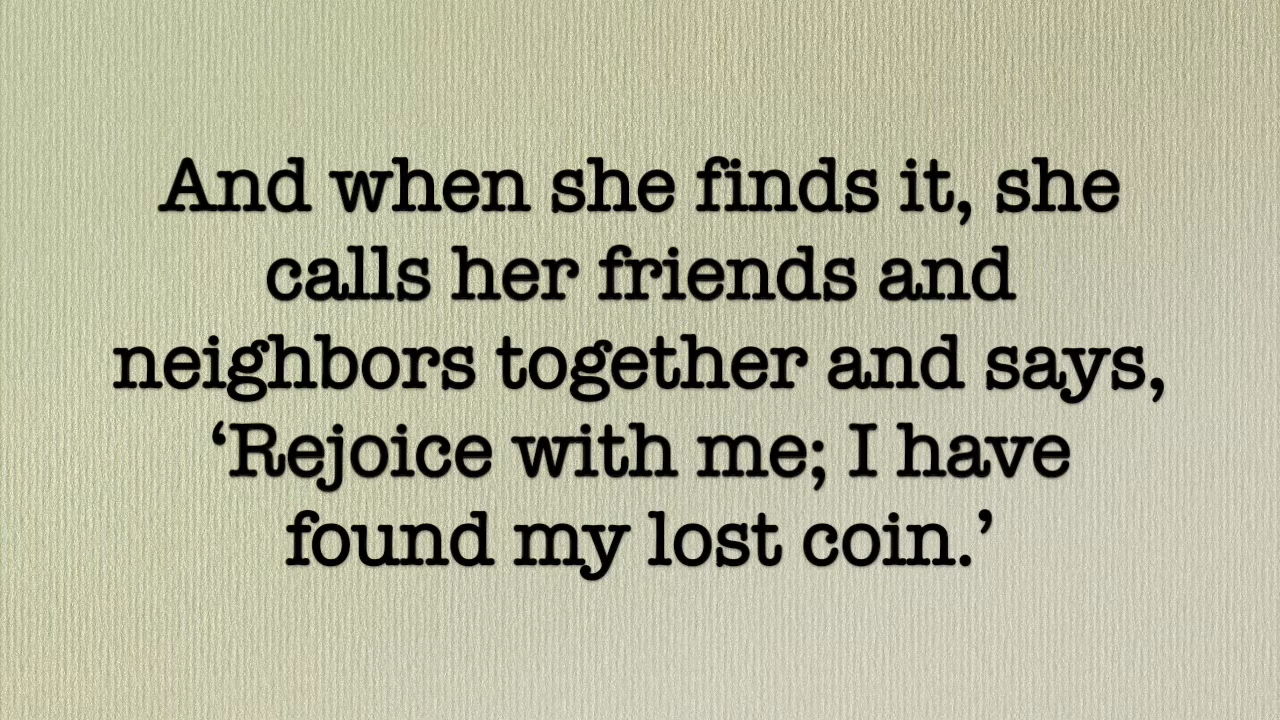 And when she finds it, she
calls her friends and
neighbors together and says,
‘Rejoice with me; I have
found my lost coin.’